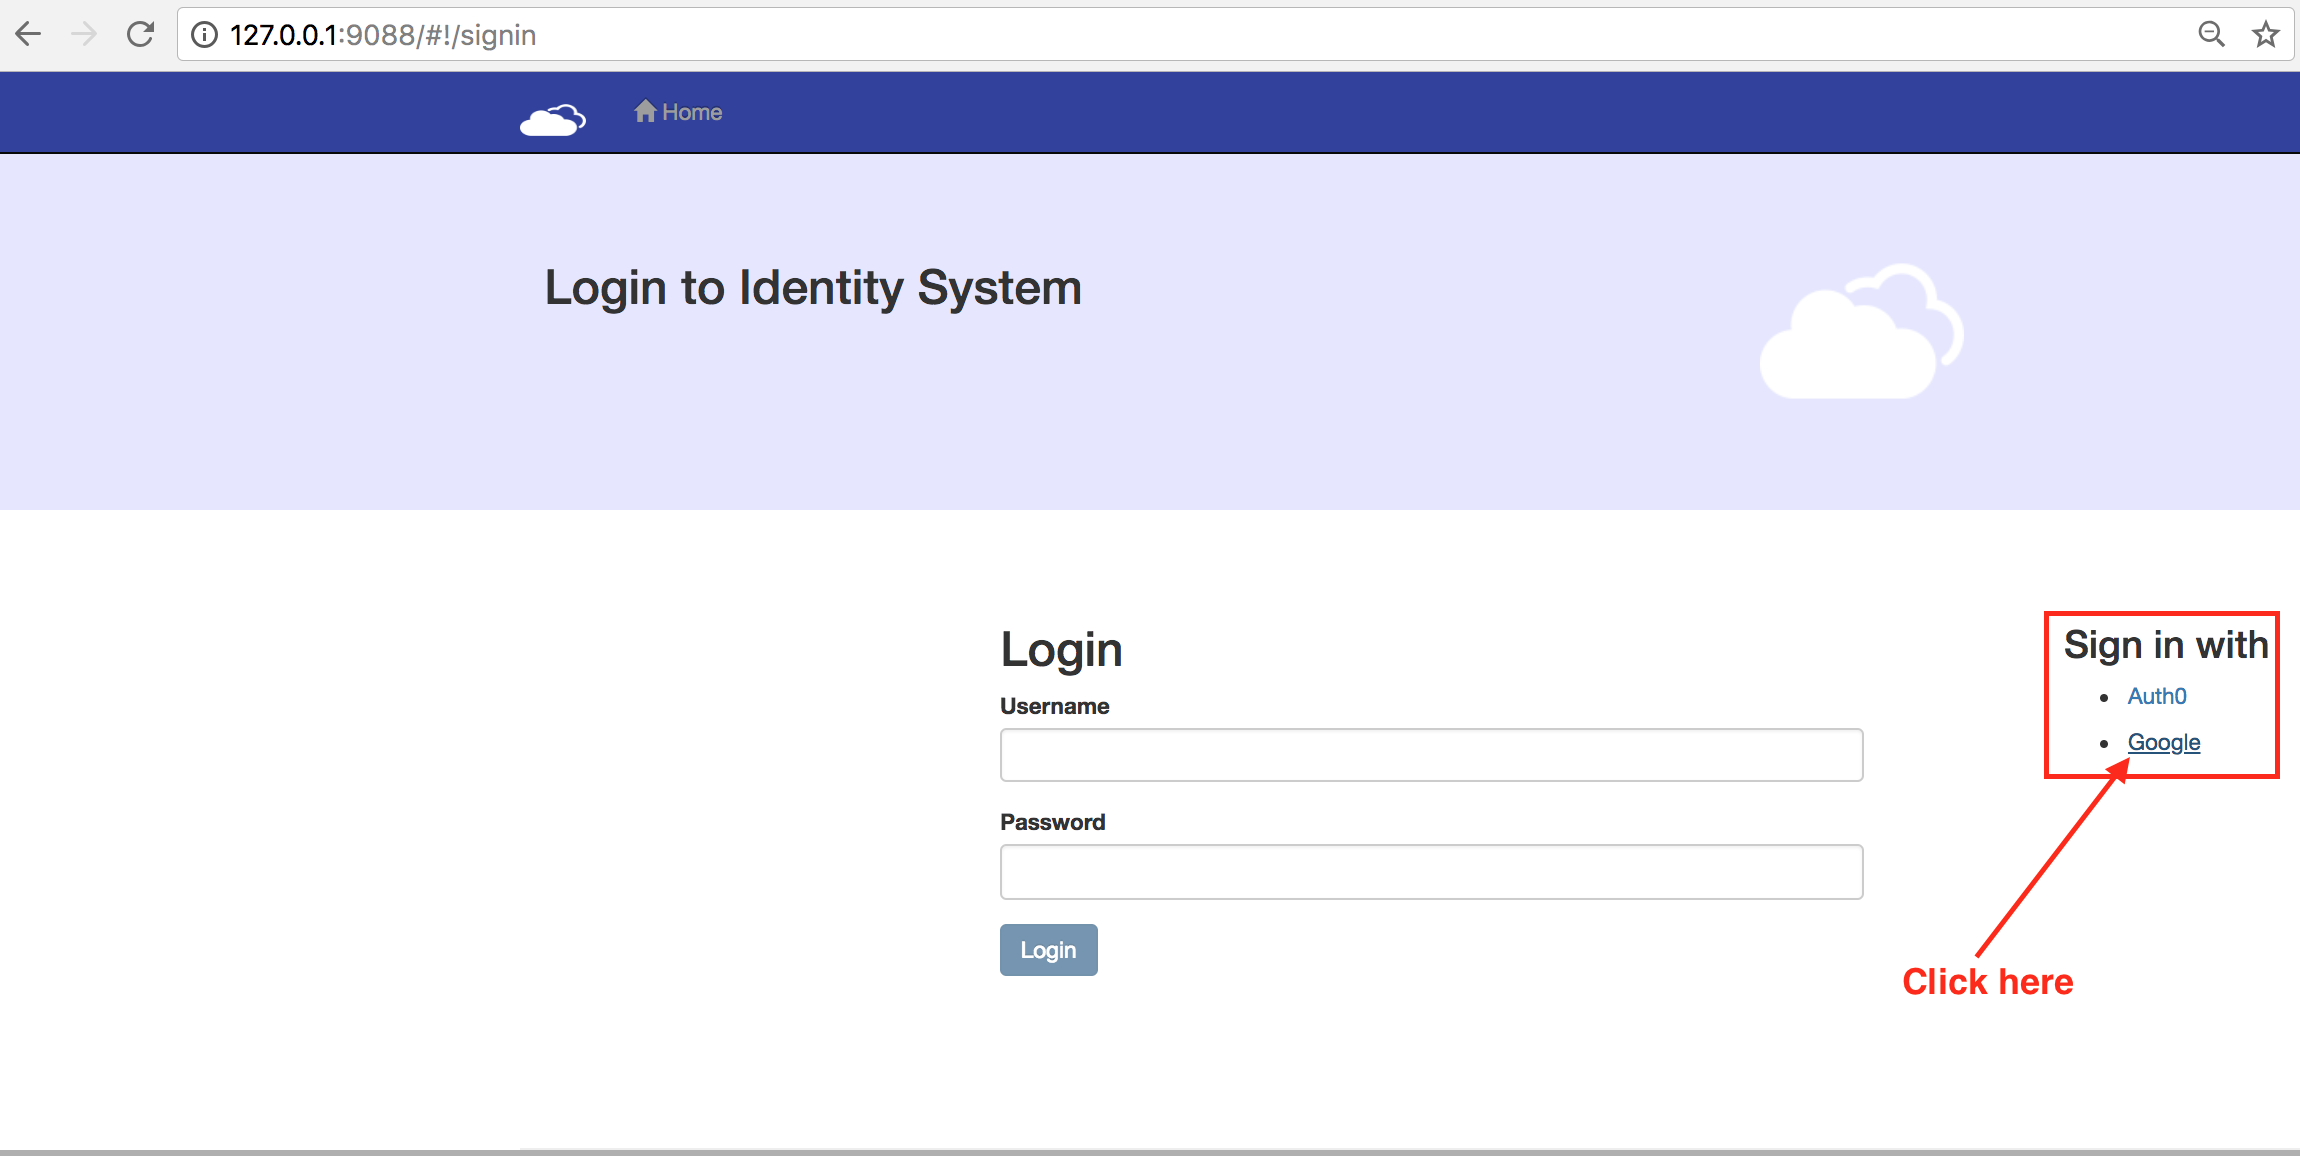 127.0.0.1:9088/#!/signin
Home
Login to Identity System
Login
Username
Password
Login
Sign in with
Auth0
Google
Click here